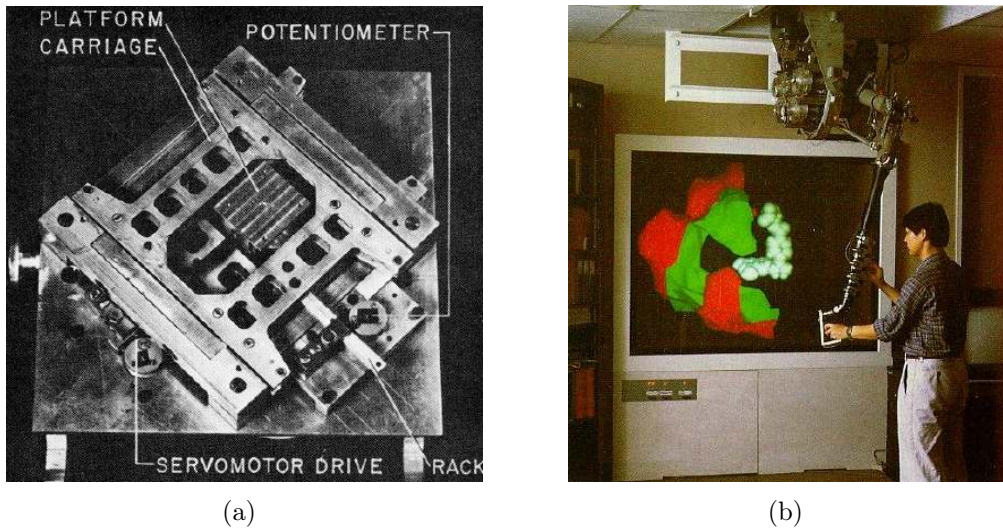 PLATFORM
CARRIAGE
POTENTIOMETER
SERVOMOTOR DRIVE
RACK
(a)
(b)